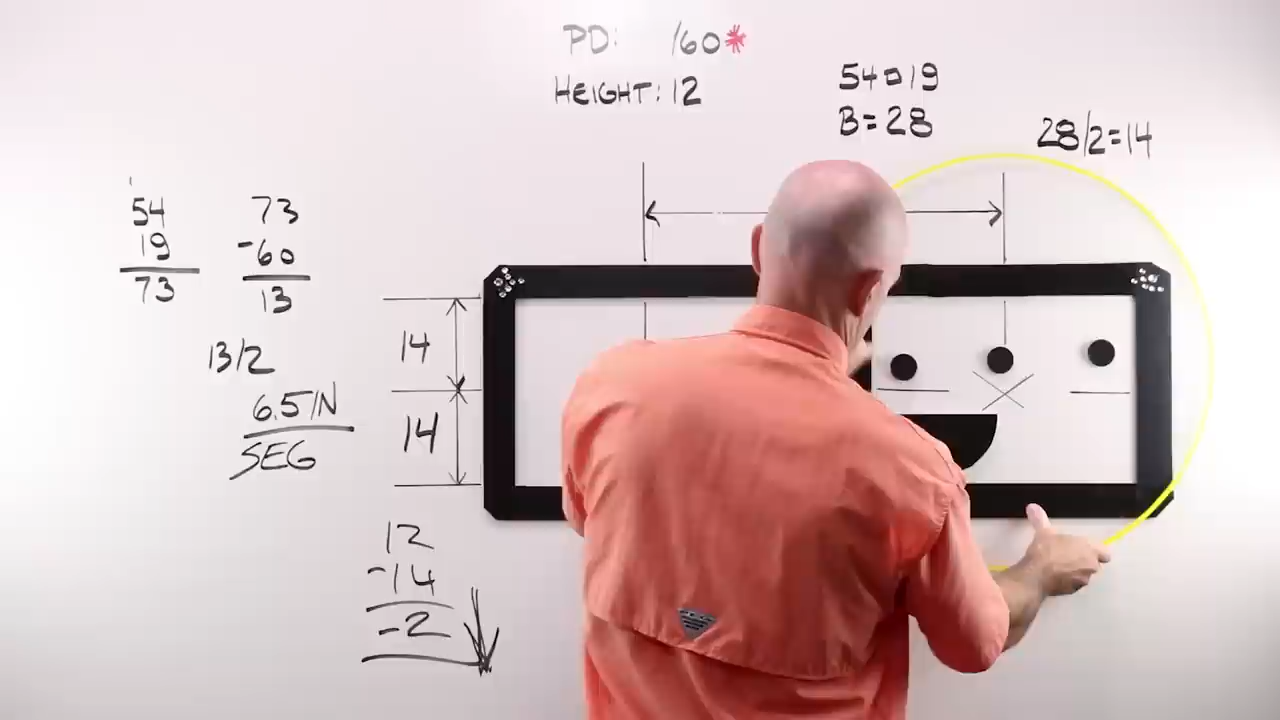 PD: /60*
HEIGHT: 12
54□19
B=28
28/2=14
54
19
73
73
-60
13
13/2
6.5 IN
SEG
14
14
12
-14
-2